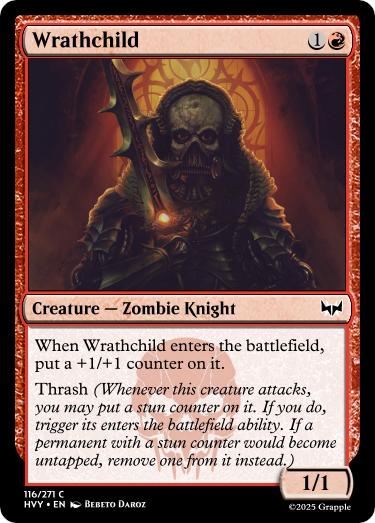 Wrathchild 1
Creature — Zombie Knight
When Wrathchild enters the battlefield,
put a +1/+1 counter on it.
Thrash (Whenever this creature attacks,
you may put a stun counter on it. If you do,
trigger its enters the battlefield ability. If a
permanent with a stun counter would become
untapped, remove one from it instead.)
1/1
116/271 C
HVY • EN Bebeto Daroz
©2025 Grapple